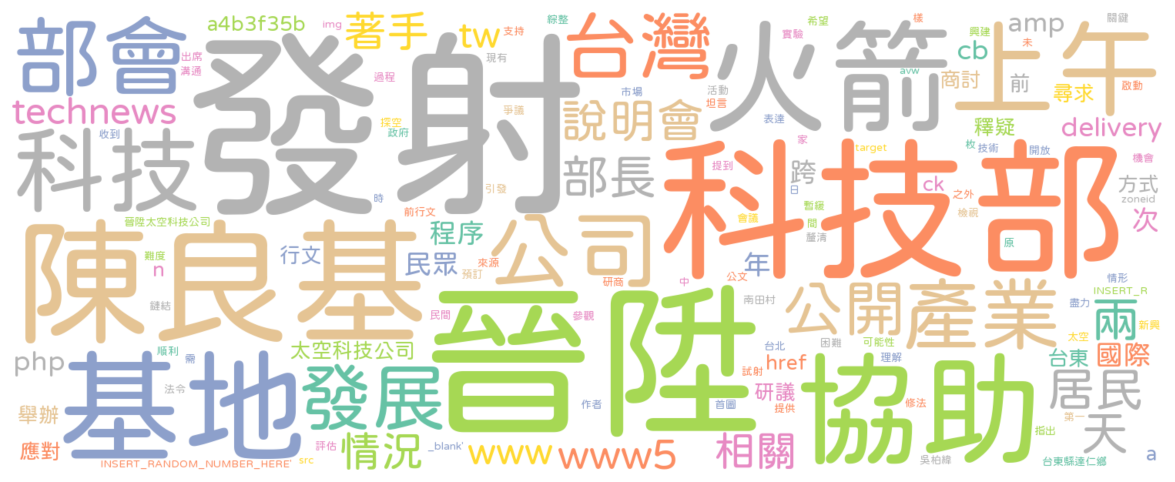 部會
a4b3f35b
img
著手
tw
支持
綜整
台灣
希望
實驗
樣
amp
關鍵
興建
未
上午
出席
溝通
發射
現有
火箭
cb
avw
商討
前
啟動
尋求
technews
收到
過程
探空
政府
爭議
市場
活動
坦言
表達
說明會
家
target
枚
技術
開放
釋疑
delivery
科技
引發
部長
提到
跨
日
科技部
ck
之外
檢視
機會
方式
zoneid
次
時
前行文
會議
暫緩
間
釐清
原
晉陞太空科技公司
陳良基
公司
程序
行文
民眾
難度
n
來源
預訂
研商
中
公文
年
南田村
情形
INSERT_R
盡力
新興
鏈結
民間
參觀
公開
產業
兩
太空
php
順利
需
太空科技公司
晉陞
困難
可能性
台北
理解
台東
國際
基地
法令
發展
試射
href
研議
提供
協助
居民
修法
第一
天
舉辦
作者
首圖
應對
評估
情況
_blank'
www
www5
相關
指出
吳柏緯
台東縣達仁鄉
a
INSERT_RANDOM_NUMBER_HERE'
src